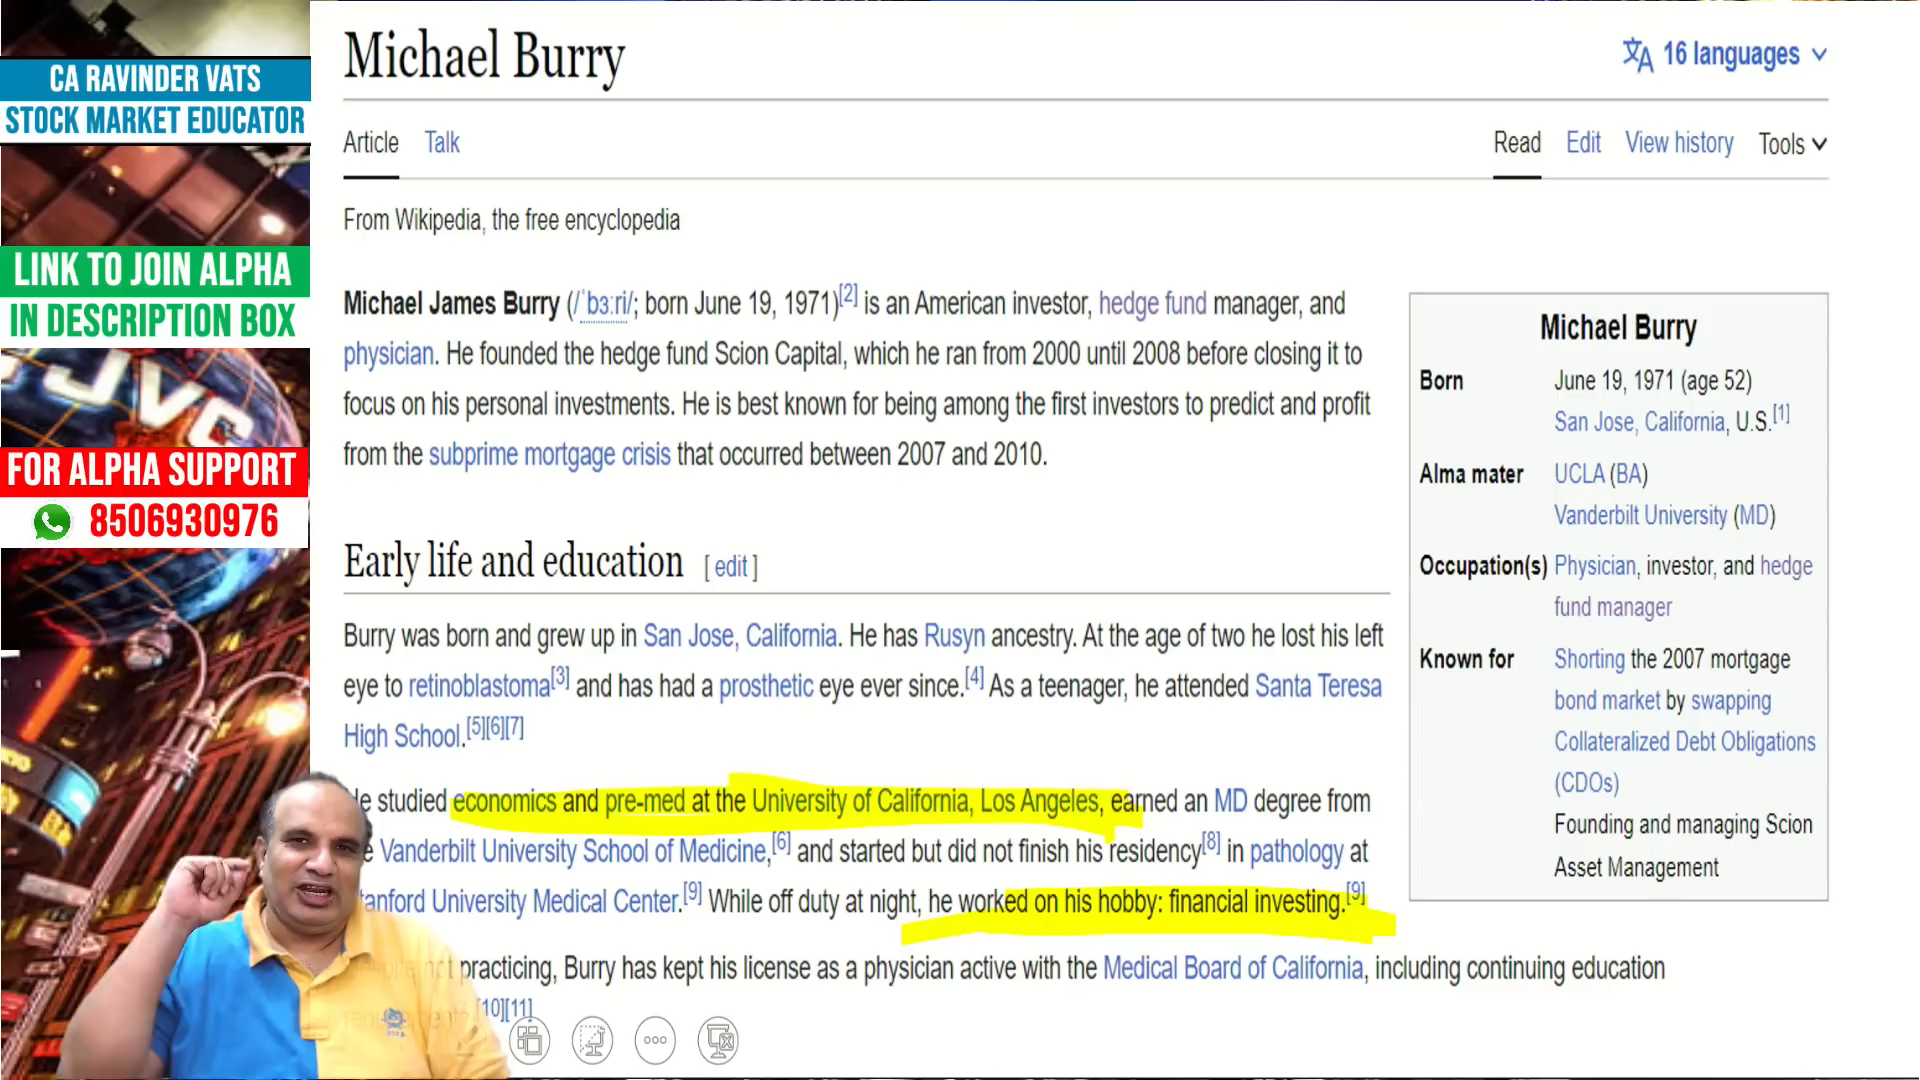 CA RAVINDER VATS
STOCK MARKET EDUCATOR
LINK TO JOIN ALPHA
IN DESCRIPTION BOX
JVC
FOR ALPHA SUPPORT
8506930976
Michael Burry
16 languages
Article Talk
Read Edit View history Tools
From Wikipedia, the free encyclopedia
Michael James Burry (/ˈbɜːri/; born June 19, 1971)[2] is an American investor, hedge fund manager, and
physician. He founded the hedge fund Scion Capital, which he ran from 2000 until 2008 before closing it to
focus on his personal investments. He is best known for being among the first investors to predict and profit
from the subprime mortgage crisis that occurred between 2007 and 2010.
Early life and education [ edit ]
Burry was born and grew up in San Jose, California. He has Rusyn ancestry. At the age of two he lost his left
eye to retinoblastoma[3] and has had a prosthetic eye ever since.[4] As a teenager, he attended Santa Teresa
High School.[5][6][7]
He studied economics and pre-med at the University of California, Los Angeles, earned an MD degree from
Vanderbilt University School of Medicine,[6] and started but did not finish his residency[8] in pathology at
Stanford University Medical Center.[9] While off duty at night, he worked on his hobby: financial investing.[9]
not practicing, Burry has kept his license as a physician active with the Medical Board of California, including continuing education
[10][11]
Michael Burry
Born June 19, 1971 (age 52)
San Jose, California, U.S.[1]
Alma mater UCLA (BA)
Vanderbilt University (MD)
Occupation(s) Physician, investor, and hedge
fund manager
Known for Shorting the 2007 mortgage
bond market by swapping
Collateralized Debt Obligations
(CDOs)
Founding and managing Scion
Asset Management